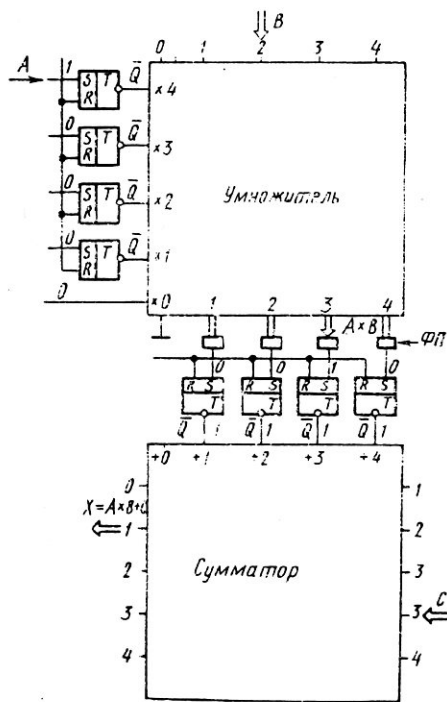 B
0 1 2 3 4
A 1 S T Q̅ ×4
R
0 S T Q̅ ×3
R
0 S T Q̅ ×2
R
Умножитель
0 S T Q̅ ×1
R
0 ×0 1 2 3 4
A×B
ФП
0 0 1 0
R S R S R S R S
T T T T
Q̅ 1 Q̅ 1 Q̅ 1 Q̅ 1
+0 +1 +2 +3 +4
0 1
X=A×B+C
1 2
2 Сумматор 3
3 3 C
4 4